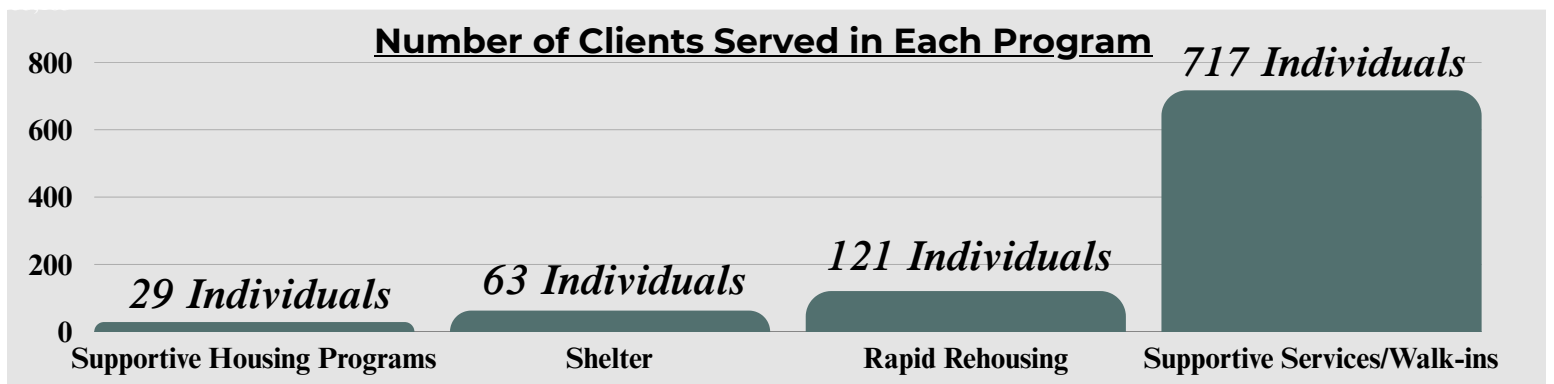 Number of Clients Served in Each Program
800
717 Individuals
600
400
200
121 Individuals
63 Individuals
29 Individuals
0
Supportive Housing Programs
Shelter
Rapid Rehousing
Supportive Services/Walk-ins